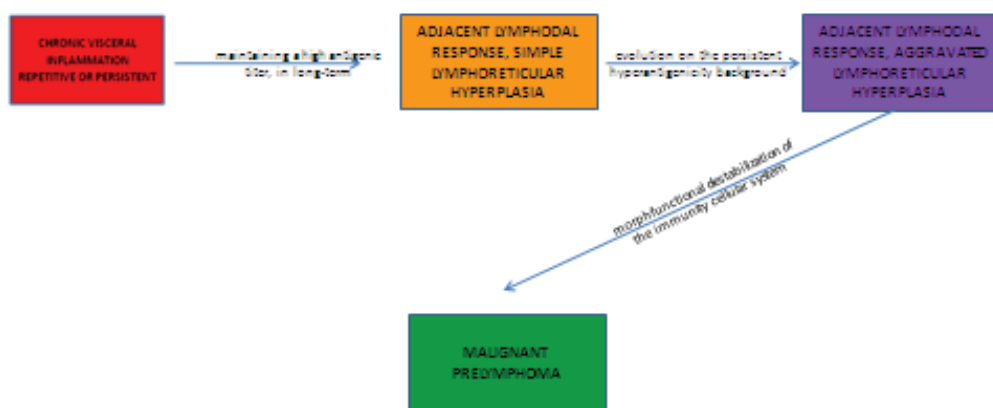 CHRONIC VISCERAL
INFLAMMATION
REPETITIVE OR PERSISTENT
maintaining a high antigenic
titer, in long-term
ADJACENT LYMPHODAL
RESPONSE, SIMPLE
LYMPHORETICULAR
HYPERPLASIA
evolution on the persistent
hyperantigenicity background
ADJACENT LYMPHODAL
RESPONSE, AGGRAVATED
LYMPHORETICULAR
HYPERPLASIA
morphfunctional destabilization of
the immunity cellular system
MALIGNANT
PRELYMPHOMA